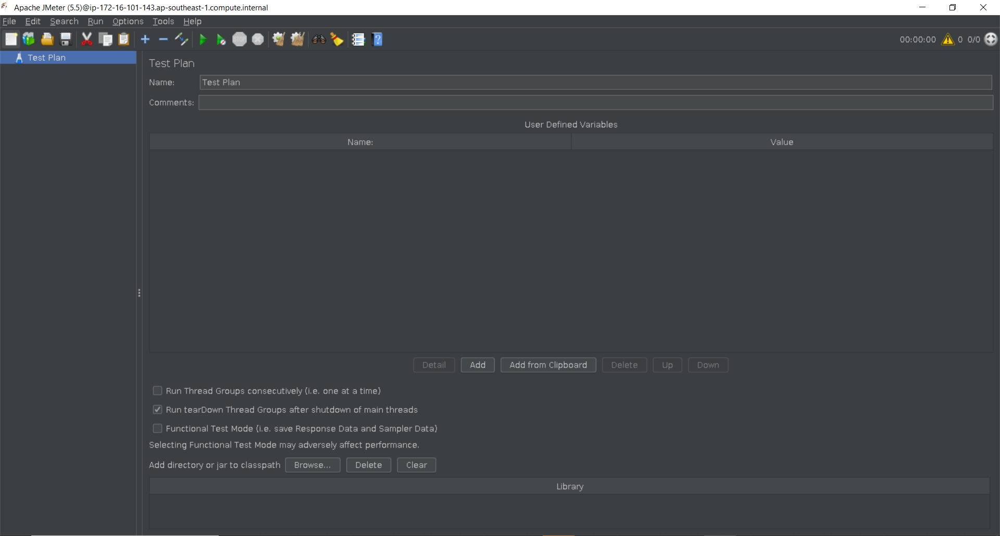 Apache JMeter (5.5)@ip-172-16-101-143.ap-southeast-1.compute.internal
File Edit Search Run Options Tools Help
STOP ? 00:00:00 0 0/0
Test Plan
Test Plan
Name: Test Plan
Comments:
User Defined Variables
Name: Value
Detail Add Add from Clipboard Delete Up Down
Run Thread Groups consecutively (i.e. one at a time)
Run tearDown Thread Groups after shutdown of main threads
Functional Test Mode (i.e. save Response Data and Sampler Data)
Selecting Functional Test Mode may adversely affect performance.
Add directory or jar to classpath Browse... Delete Clear
Library